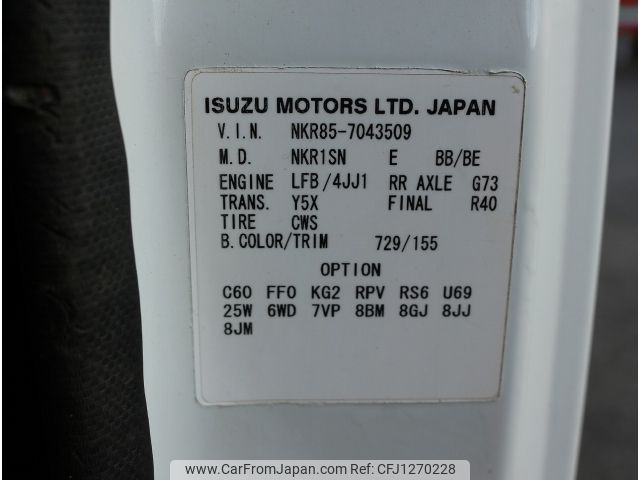 ISUZU MOTORS LTD. JAPAN
V.I.N. NKR85-7043509
M.D. NKR1SN E BB/BE
ENGINE LFB/4JJ1 RR AXLE G73
TRANS. Y5X FINAL R40
TIRE CWS
B.COLOR/TRIM 729/155
OPTION
C60 FF0 KG2 RPV RS6 U69
25W 6WD 7VP 8BM 8GJ 8JJ
8JM
www.CarFromJapan.com - CFJ1270228